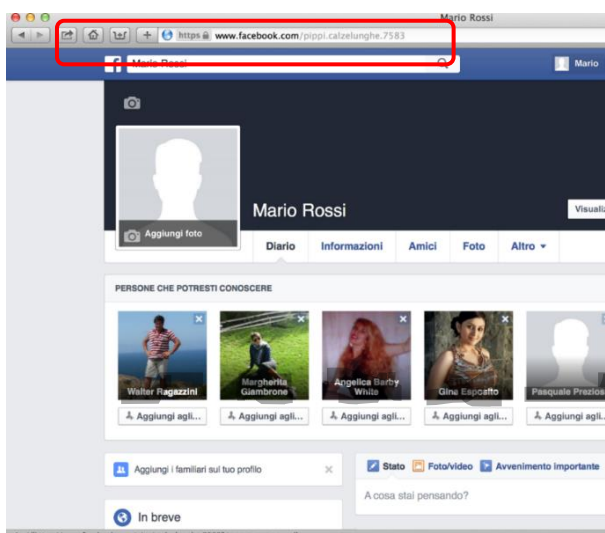 Mario Rossi
https www.facebook.com/pippi.calzelunghe.7583
Mario Rossi
Mario
Aggiungi foto
Mario Rossi
Visualiz
Diario Informazioni Amici Foto Altro
PERSONE CHE POTRESTI CONOSCERE
Walter Ragazzini
Margherita Giambrone
Angelica Barby White
Gina Esposito
Pasquale Prezios
Aggiungi agli... Aggiungi agli... Aggiungi agli... Aggiungi agli... Aggiungi agli..
Aggiungi i familiari sul tuo profilo
Stato Foto/video Avvenimento importante
A cosa stai pensando?
In breve